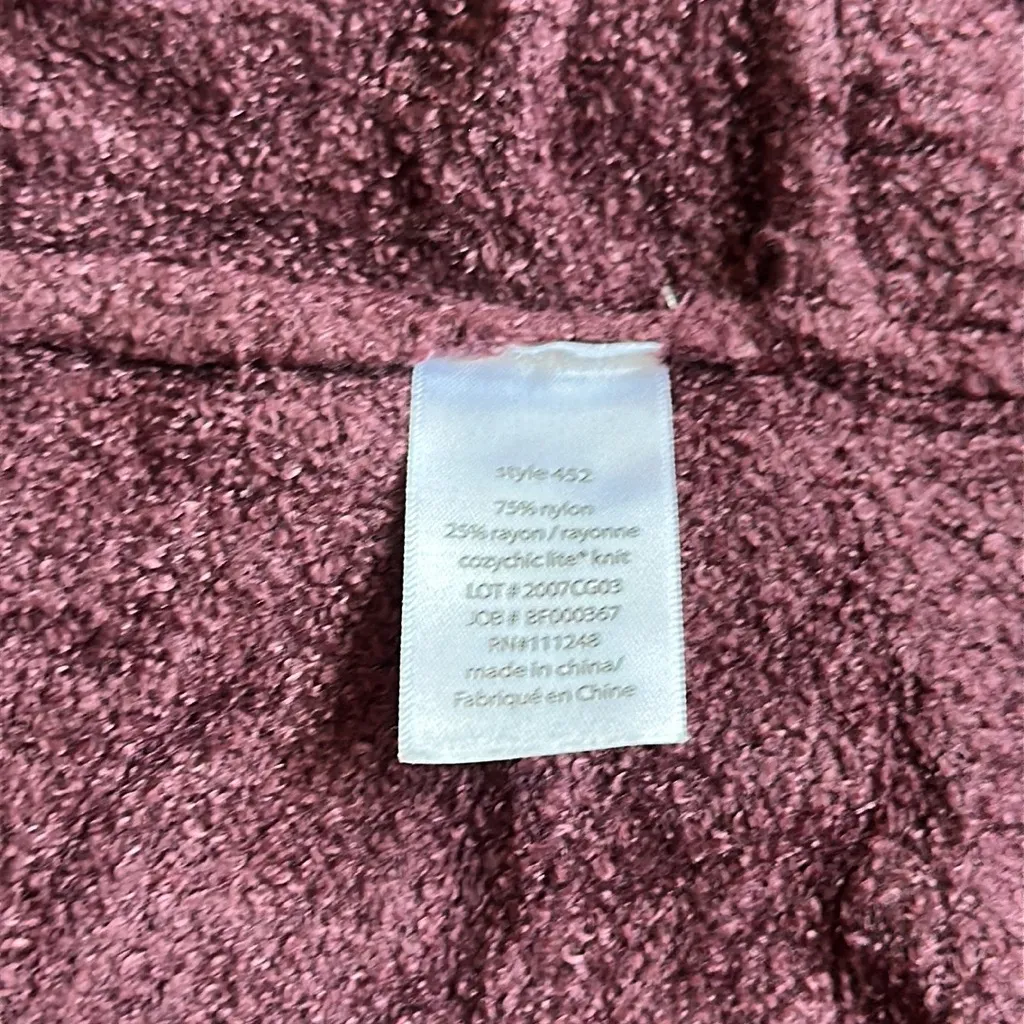 style 452
75% nylon
25% rayon / rayonne
cozychic lite* knit
LOT # 2007CG03
JOB # BF000367
RN#111248
made in china/
Fabriqué en Chine